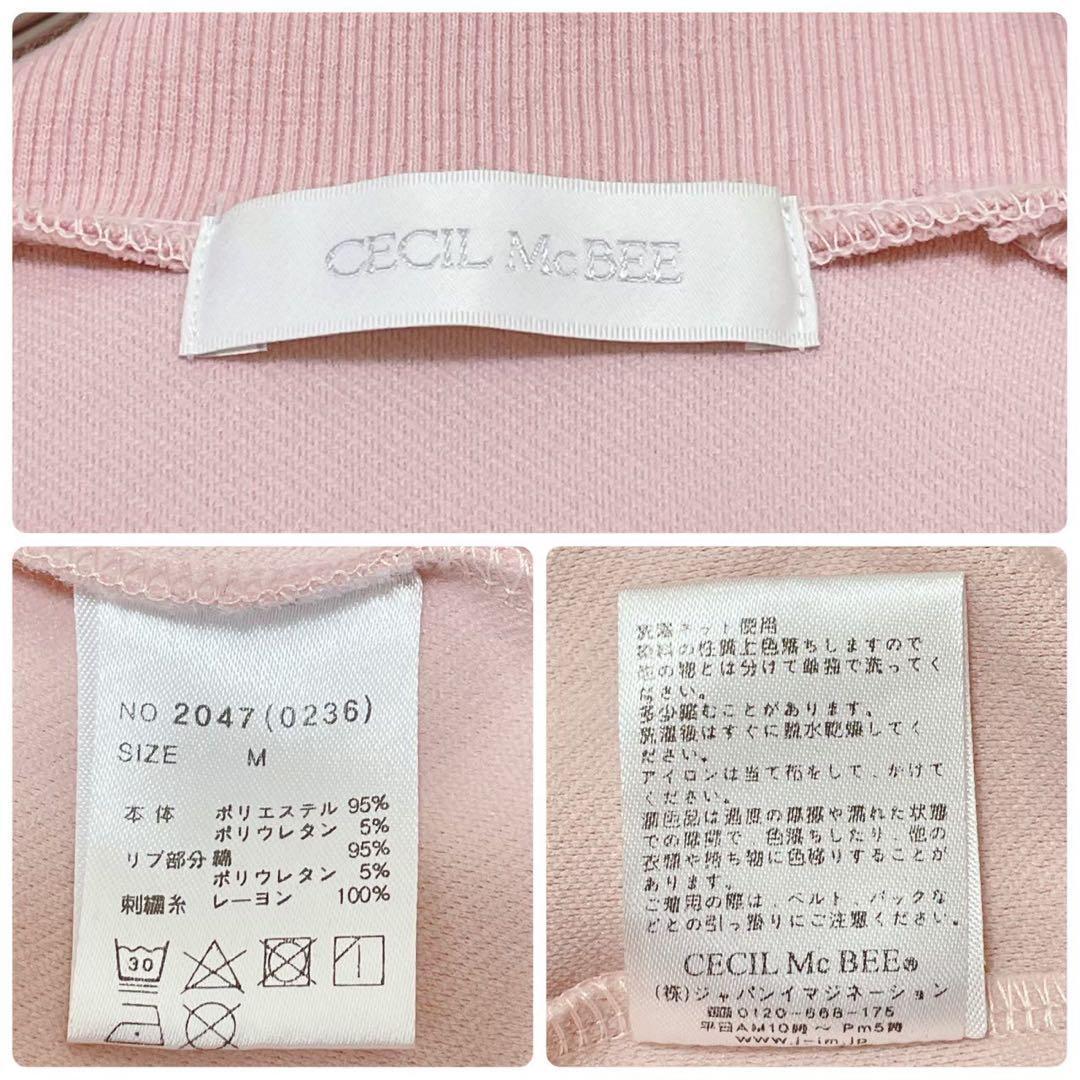 CECIL McBEE
NO 2047(0236)
SIZE M
本体 ポリエステル 95%
ポリウレタン 5%
リブ部分 綿 95%
ポリウレタン 5%
刺繍糸 レーヨン 100%
30
洗濯ネット使用
染料の性質上色落ちしますので
他の物とは分けて単独で洗ってく
ださい。
多少縮むことがあります。
洗濯後はすぐに脱水乾燥してく
ださい。
アイロンは当て布をして、かけて
ください。
濃色品は過度の摩擦や濡れた状態
での摩擦で、色落ちしたり、他の
衣類や持ち物に色移りすることが
あります。
ご着用の際は、ベルト、バックな
どとの引っ掛りにご注意ください。
CECIL Mc BEE®
(株)ジャパンイマジネーション
0120-668-175
平日AM10時~Pm5時
www.j-im.jp